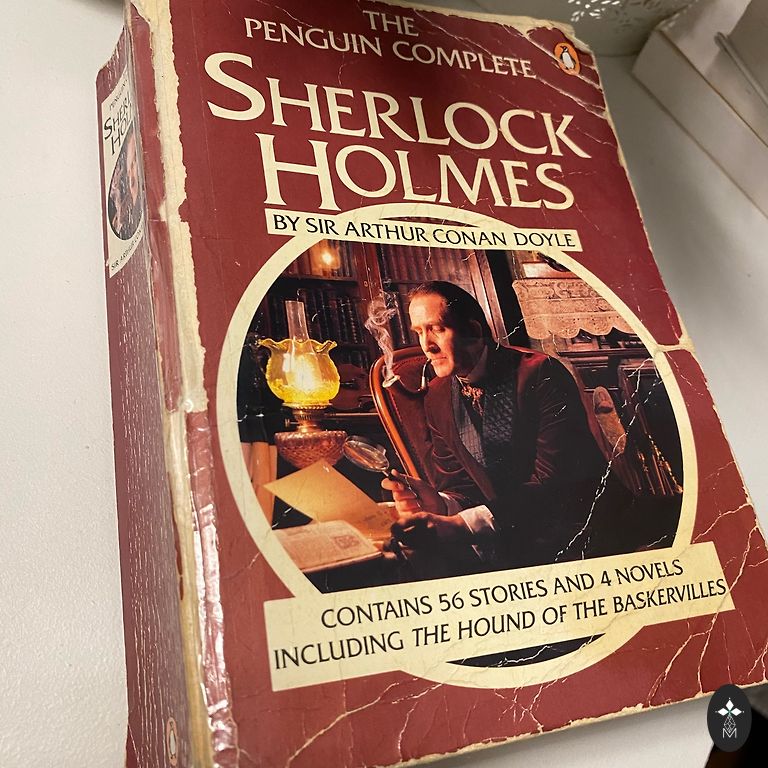 THE
PENGUIN COMPLETE
SHERLOCK
HOLMES
BY SIR ARTHUR CONAN DOYLE
CONTAINS 56 STORIES AND 4 NOVELS
INCLUDING THE HOUND OF THE BASKERVILLES
M